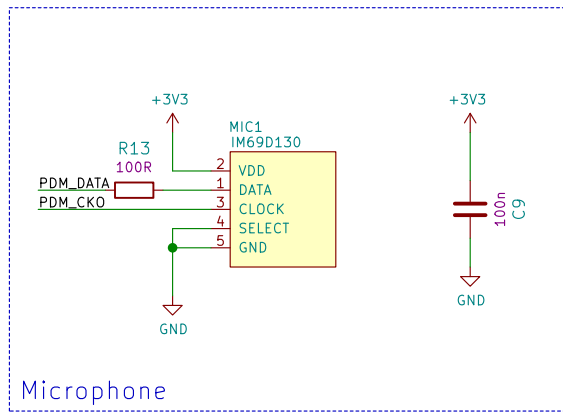 +3V3
+3V3
MIC1
IM69D130
R13
100R
2 VDD
PDM_DATA
1 DATA
PDM_CKO
3 CLOCK
4 SELECT
5 GND
100n
C9
GND
GND
Microphone